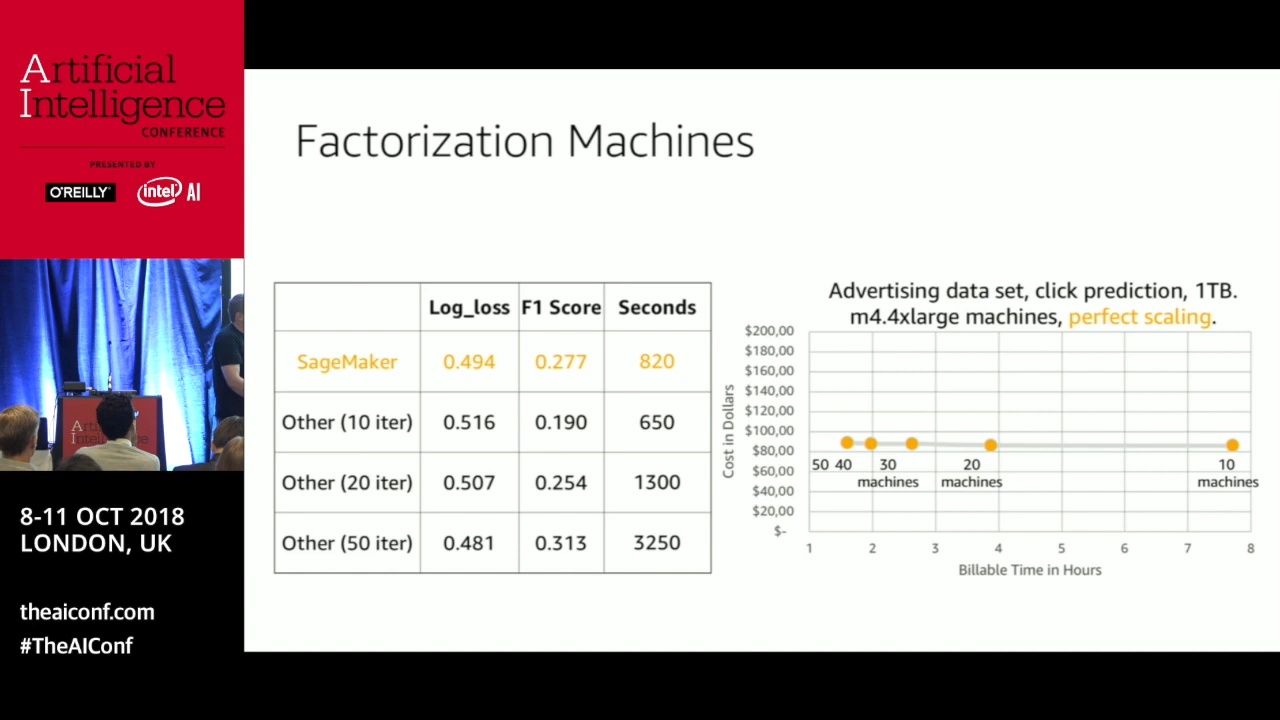 Artificial
Intelligence
CONFERENCE
PRESENTED BY
O'REILLY®
intel AI
8-11 OCT 2018
LONDON, UK
theaiconf.com
#TheAIConf
Factorization Machines
Log_loss F1 Score Seconds
SageMaker 0.494 0.277 820
Other (10 iter) 0.516 0.190 650
Other (20 iter) 0.507 0.254 1300
Other (50 iter) 0.481 0.313 3250
Advertising data set, click prediction, 1TB.
m4.4xlarge machines, perfect scaling.
Cost in Dollars
$200,00
$180,00
$160,00
$140,00
$120,00
$100,00
$80,00
$60,00
$40,00
$20,00
$-
50 40 30 20 10
machines machines machines
1 2 3 4 5 6 7 8
Billable Time in Hours